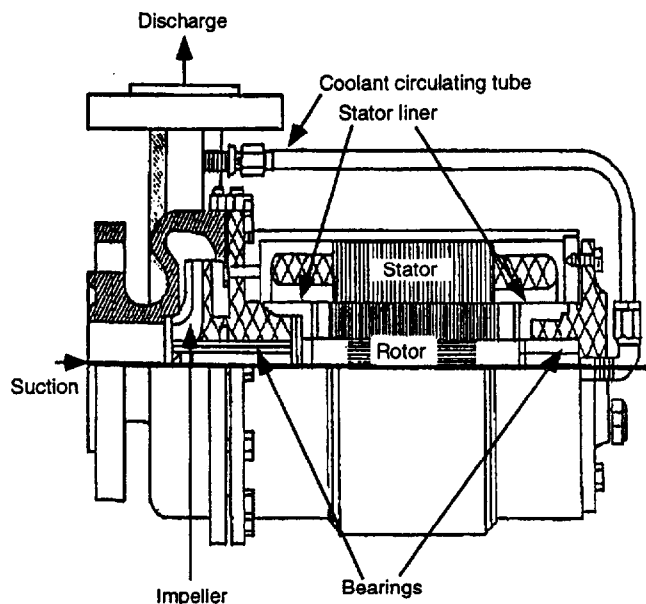 Discharge
Coolant circulating tube
Stator liner
Stator
Rotor
Suction
Impeller
Bearings